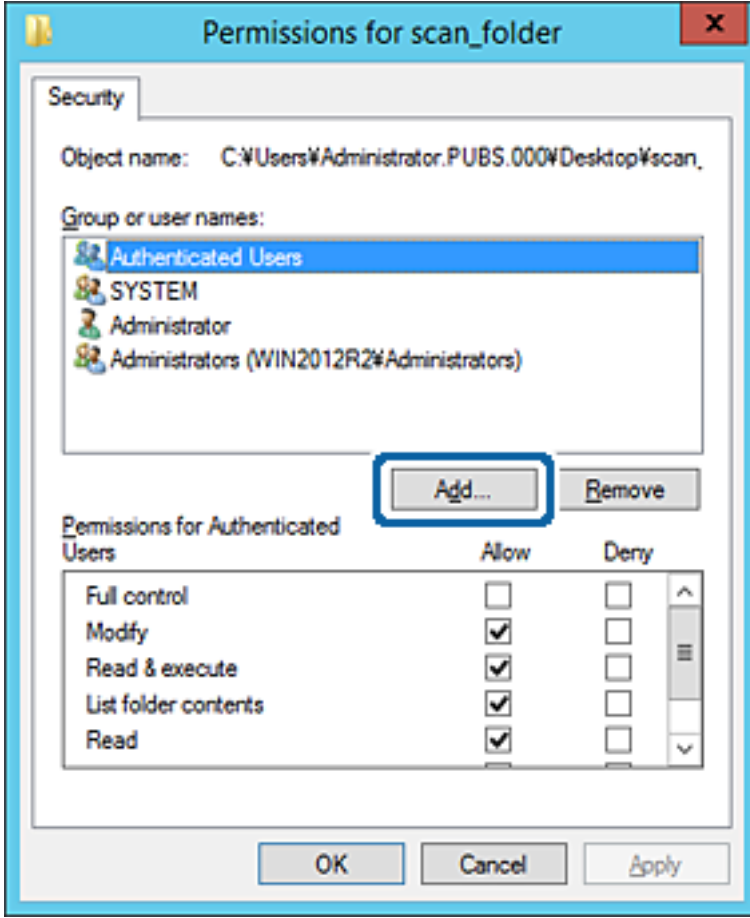 Permissions for scan_folder
x
Security
Object name: C:¥Users¥Administrator.PUBS.000¥Desktop¥scan_
Group or user names:
Authenticated Users
SYSTEM
Administrator
Administrators (WIN2012R2¥Administrators)
Add...
Remove
Permissions for Authenticated
Users
Allow
Deny
Full control
Modify
Read & execute
List folder contents
Read
OK
Cancel
Apply